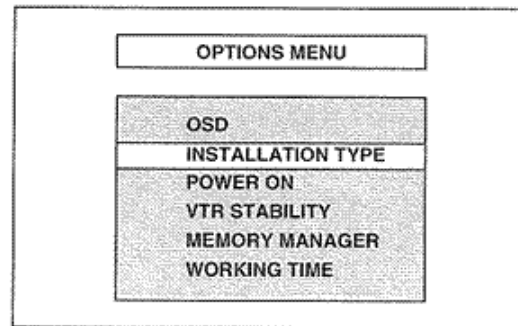 OPTIONS MENU
OSD
INSTALLATION TYPE
POWER ON
VTR STABILITY
MEMORY MANAGER
WORKING TIME